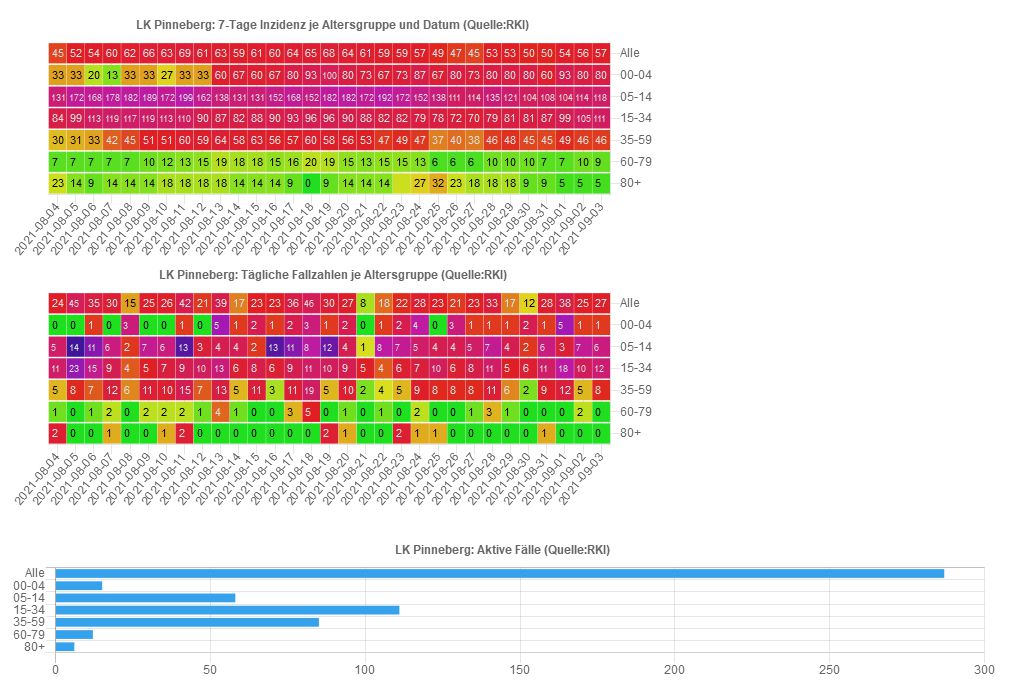 LK Pinneberg: 7-Tage Inzidenz je Altersgruppe und Datum (Quelle:RKI)
45 52 54 60 62 66 63 69 61 63 59 61 60 64 65 68 64 61 59 59 57 49 47 45 53 53 50 50 54 56 57 Alle
33 33 20 13 33 33 27 33 33 60 67 60 67 80 93 100 80 73 67 73 87 67 80 73 80 80 80 60 93 80 80 00-04
131 172 168 178 182 189 172 199 162 138 131 131 152 168 152 182 182 172 192 172 152 138 111 114 135 121 104 108 104 114 118 05-14
84 99 113 119 117 119 113 110 90 87 82 88 90 93 96 96 90 88 82 82 79 78 72 70 79 81 81 87 99 105 111 15-34
30 31 33 42 45 51 51 60 59 64 58 63 56 57 60 58 56 53 47 49 47 37 40 38 46 48 45 45 49 46 46 35-59
7 7 7 7 7 10 12 13 15 19 18 18 15 16 20 19 15 13 15 15 13 6 6 6 10 10 10 7 7 10 9 60-79
23 14 9 14 14 14 18 18 18 18 14 14 14 9 0 9 14 14 14 27 32 23 18 18 18 9 9 5 5 5 80+
2021-08-04 2021-08-05 2021-08-06 2021-08-07 2021-08-08 2021-08-09 2021-08-10 2021-08-11 2021-08-12 2021-08-13 2021-08-14 2021-08-15 2021-08-16 2021-08-17 2021-08-18 2021-08-19 2021-08-20 2021-08-21 2021-08-22 2021-08-23 2021-08-24 2021-08-25 2021-08-26 2021-08-27 2021-08-28 2021-08-29 2021-08-30 2021-08-31 2021-09-01 2021-09-02 2021-09-03
LK Pinneberg: Tägliche Fallzahlen je Altersgruppe (Quelle:RKI)
24 45 35 30 15 25 26 42 21 39 17 23 23 36 46 30 27 8 18 22 28 23 21 23 33 17 12 28 38 25 27 Alle
0 0 1 0 3 0 0 1 0 5 1 2 1 2 3 1 2 0 1 2 4 0 3 1 1 1 2 1 5 1 1 00-04
5 14 11 6 2 7 6 13 3 4 4 2 13 11 8 12 4 1 8 7 5 4 4 5 7 4 2 6 3 7 6 05-14
11 23 15 9 4 5 7 9 10 13 6 8 6 9 11 10 9 5 4 6 7 10 6 8 11 5 6 11 18 10 12 15-34
5 8 7 12 6 11 10 15 7 13 5 11 3 11 19 5 10 2 4 5 9 8 8 8 11 6 2 9 12 5 8 35-59
1 0 1 2 0 2 2 2 1 4 1 0 0 3 5 0 1 0 1 0 2 0 0 1 3 1 0 0 0 2 0 60-79
2 0 0 1 0 0 1 2 0 0 0 0 0 0 0 2 1 0 0 2 1 1 0 0 0 0 0 1 0 0 0 80+
2021-08-04 2021-08-05 2021-08-06 2021-08-07 2021-08-08 2021-08-09 2021-08-10 2021-08-11 2021-08-12 2021-08-13 2021-08-14 2021-08-15 2021-08-16 2021-08-17 2021-08-18 2021-08-19 2021-08-20 2021-08-21 2021-08-22 2021-08-23 2021-08-24 2021-08-25 2021-08-26 2021-08-27 2021-08-28 2021-08-29 2021-08-30 2021-08-31 2021-09-01 2021-09-02 2021-09-03
LK Pinneberg: Aktive Fälle (Quelle:RKI)
Alle
00-04
05-14
15-34
35-59
60-79
80+
0 50 100 150 200 250 300